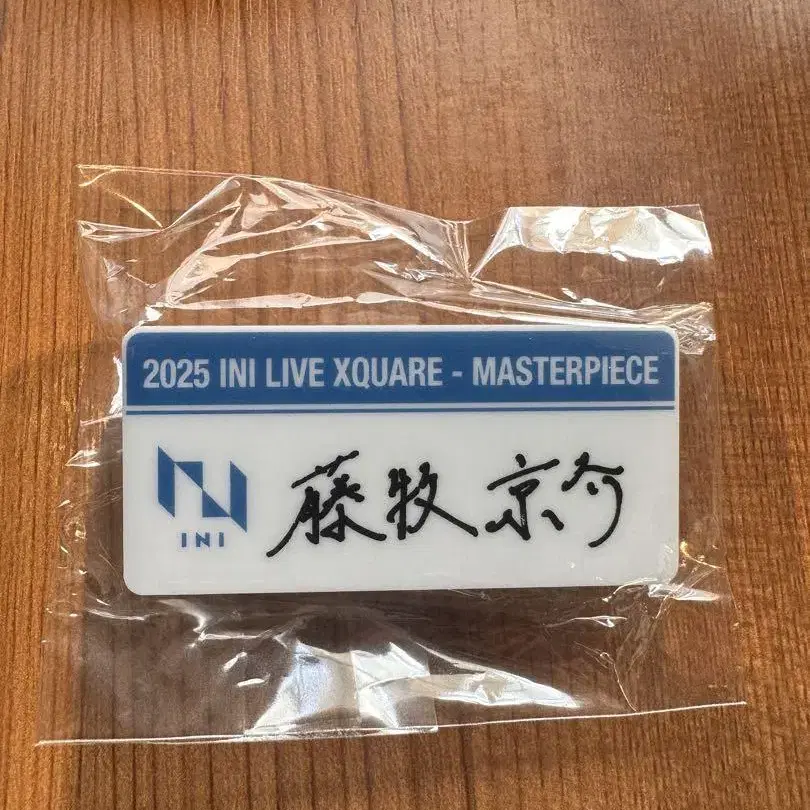 2025 INI LIVE XQUARE - MASTERPIECE
藤牧京介
INI